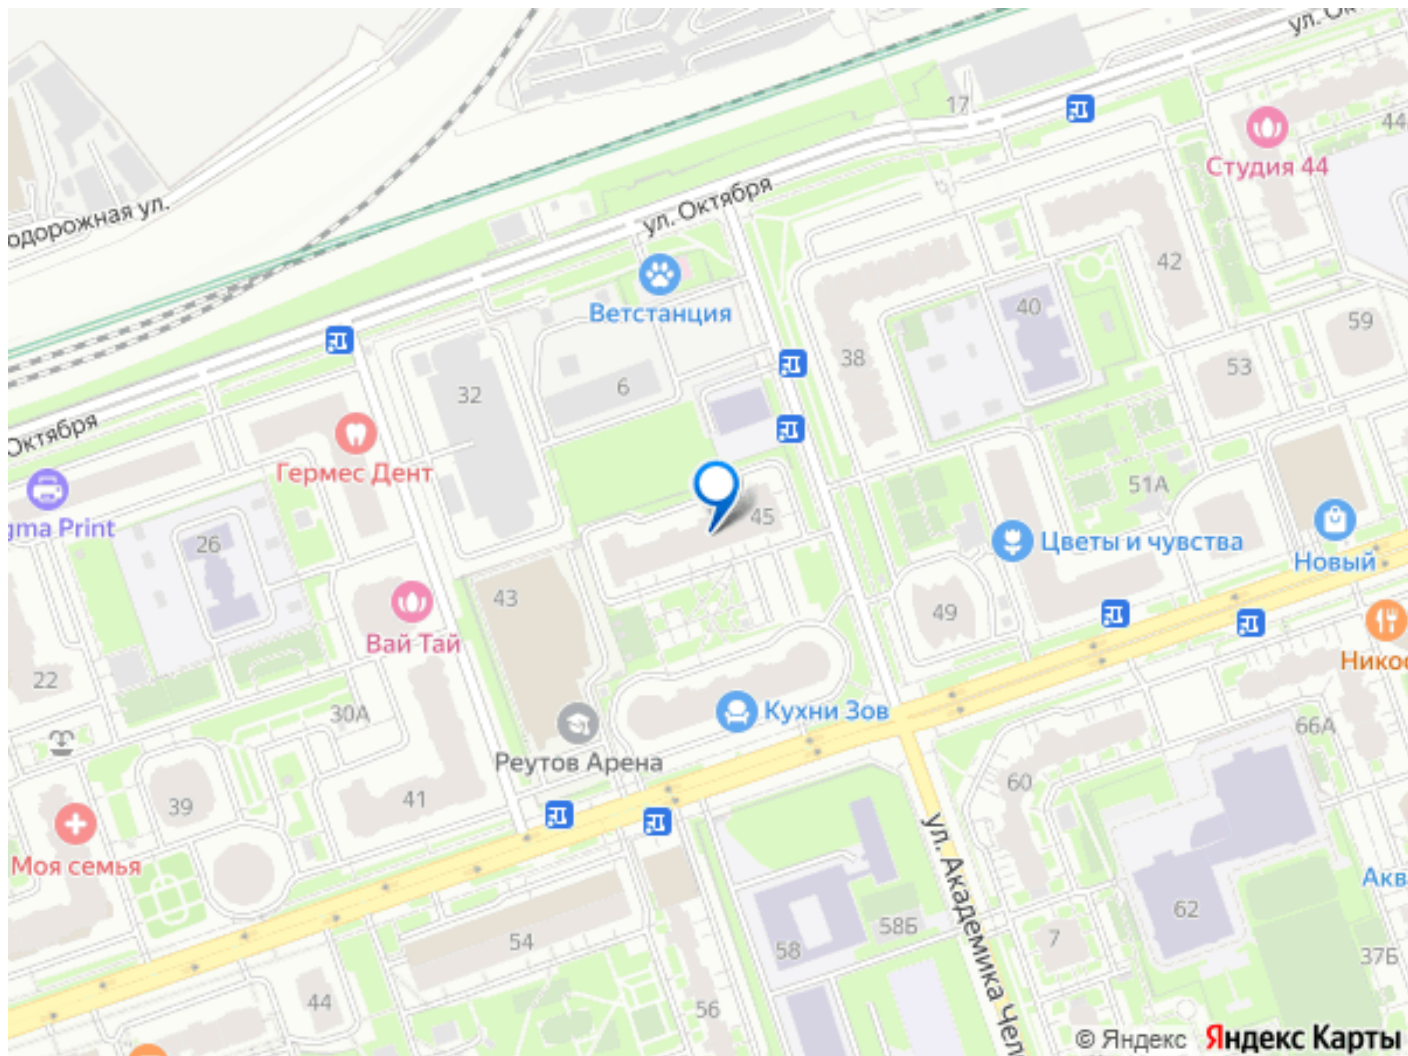 ул. Ок
17
44
Студия 44
одорожная ул.
ул. Октября
42
Ветстанция
40
59
38
53
6
32
Октября
Гермес Дент
51А
gma Print
45
26
Цветы и чувства
Новый
43
49
Вай Тай
Никос
22
Кухни Зов
30А
66А
Реутов Арена
60
41
39
Моя семья
ул. Академика Чел
Акв
62
58Б
7
54
58
37Б
44
56
© Яндекс Яндекс Карты